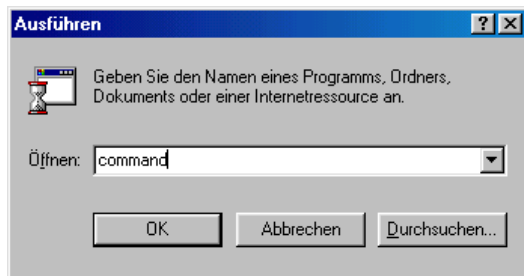 Ausführen
Geben Sie den Namen eines Programms, Ordners,
Dokuments oder einer Internetressource an.
Öffnen: command
OK Abbrechen Durchsuchen...